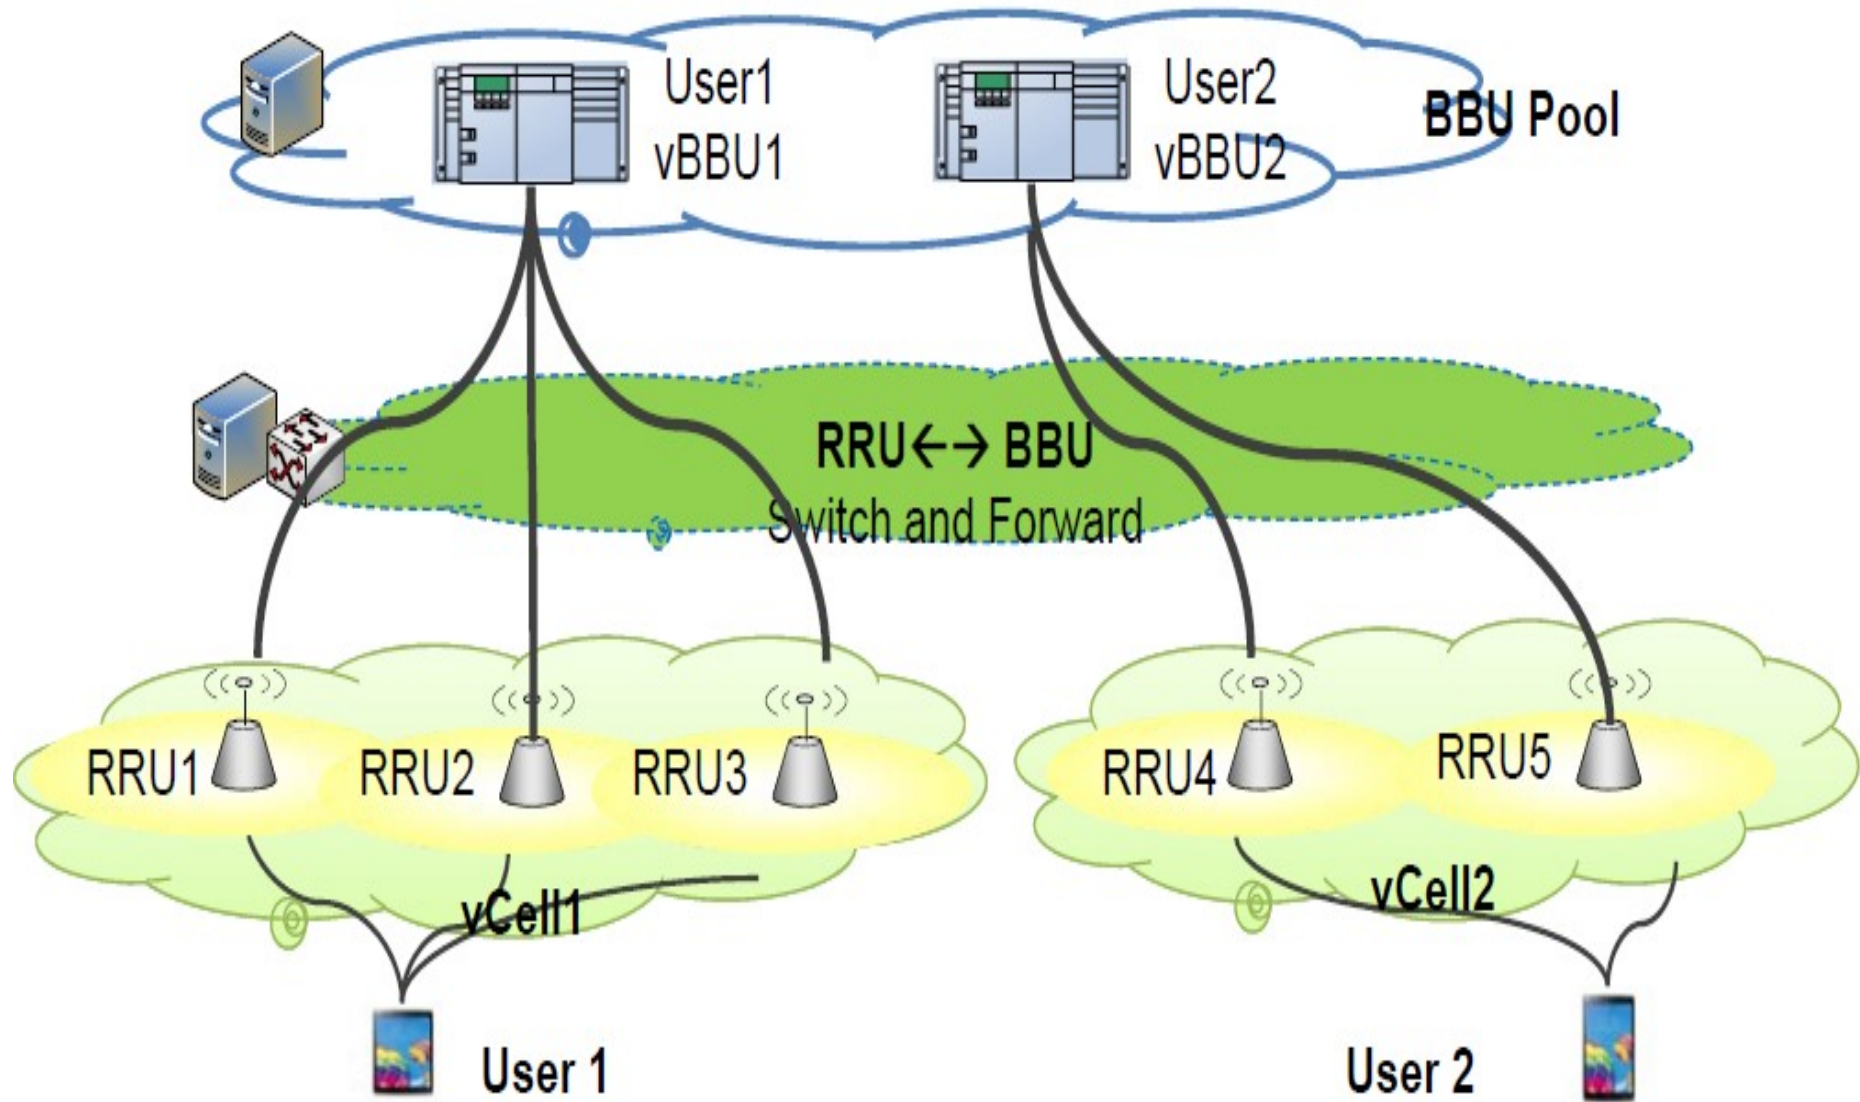 User1
vBBU1
User2
vBBU2
BBU Pool
RRU←→ BBU
Switch and Forward
RRU1
RRU2
RRU3
RRU4
RRU5
vCell1
vCell2
User 1
User 2